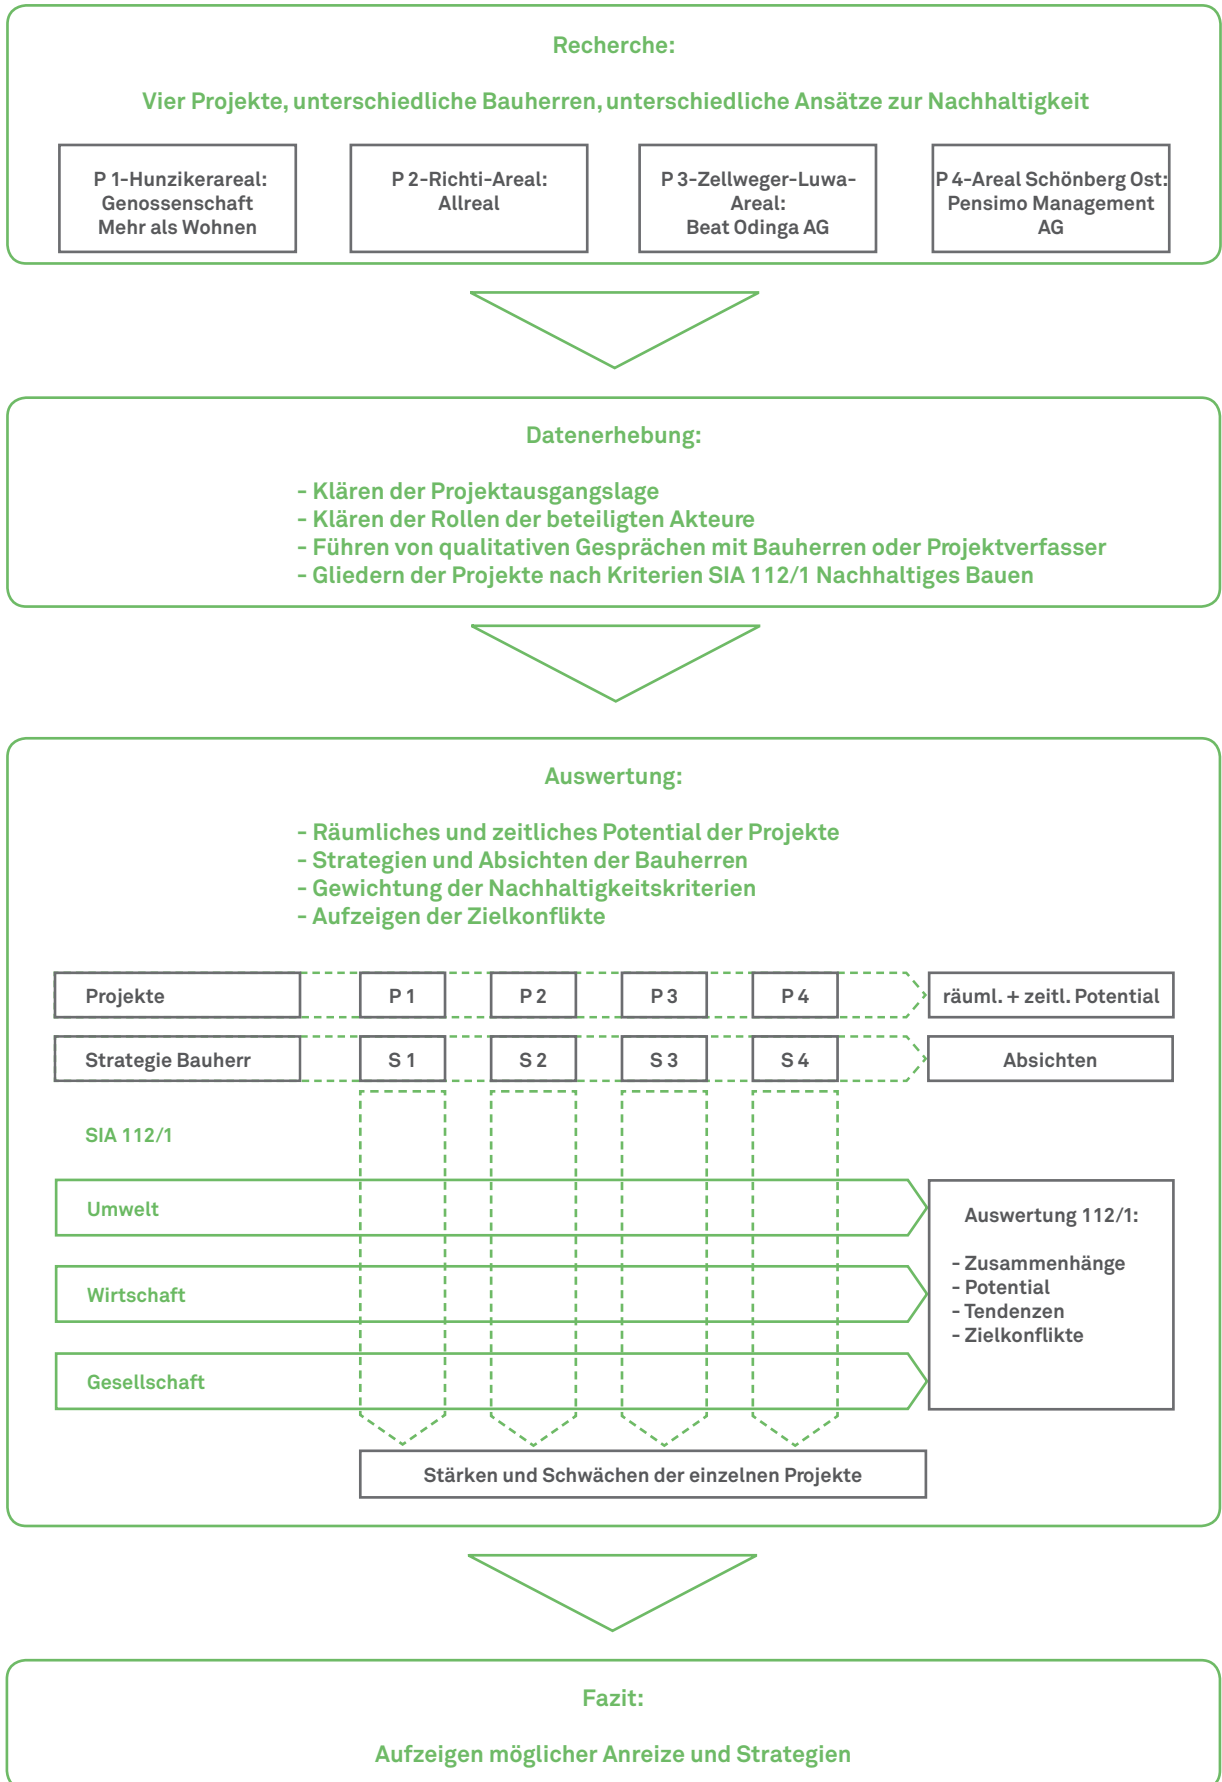 Recherche:
Vier Projekte, unterschiedliche Bauherren, unterschiedliche Ansätze zur Nachhaltigkeit
P 1-Hunzikerareal:
Genossenschaft
Mehr als Wohnen
P 2-Richti-Areal:
Allreal
P 3-Zellweger-Luwa-
Areal:
Beat Odinga AG
P 4-Areal Schönberg Ost:
Pensimo Management
AG
Datenerhebung:
- Klären der Projektausgangslage
- Klären der Rollen der beteiligten Akteure
- Führen von qualitativen Gesprächen mit Bauherren oder Projektverfasser
- Gliedern der Projekte nach Kriterien SIA 112/1 Nachhaltiges Bauen
Auswertung:
- Räumliches und zeitliches Potential der Projekte
- Strategien und Absichten der Bauherren
- Gewichtung der Nachhaltigkeitskriterien
- Aufzeigen der Zielkonflikte
Projekte
P 1
P 2
P 3
P 4
räuml. + zeitl. Potential
Strategie Bauherr
S 1
S 2
S 3
S 4
Absichten
SIA 112/1
Umwelt
Wirtschaft
Gesellschaft
Auswertung 112/1:
- Zusammenhänge
- Potential
- Tendenzen
- Zielkonflikte
Stärken und Schwächen der einzelnen Projekte
Fazit:
Aufzeigen möglicher Anreize und Strategien